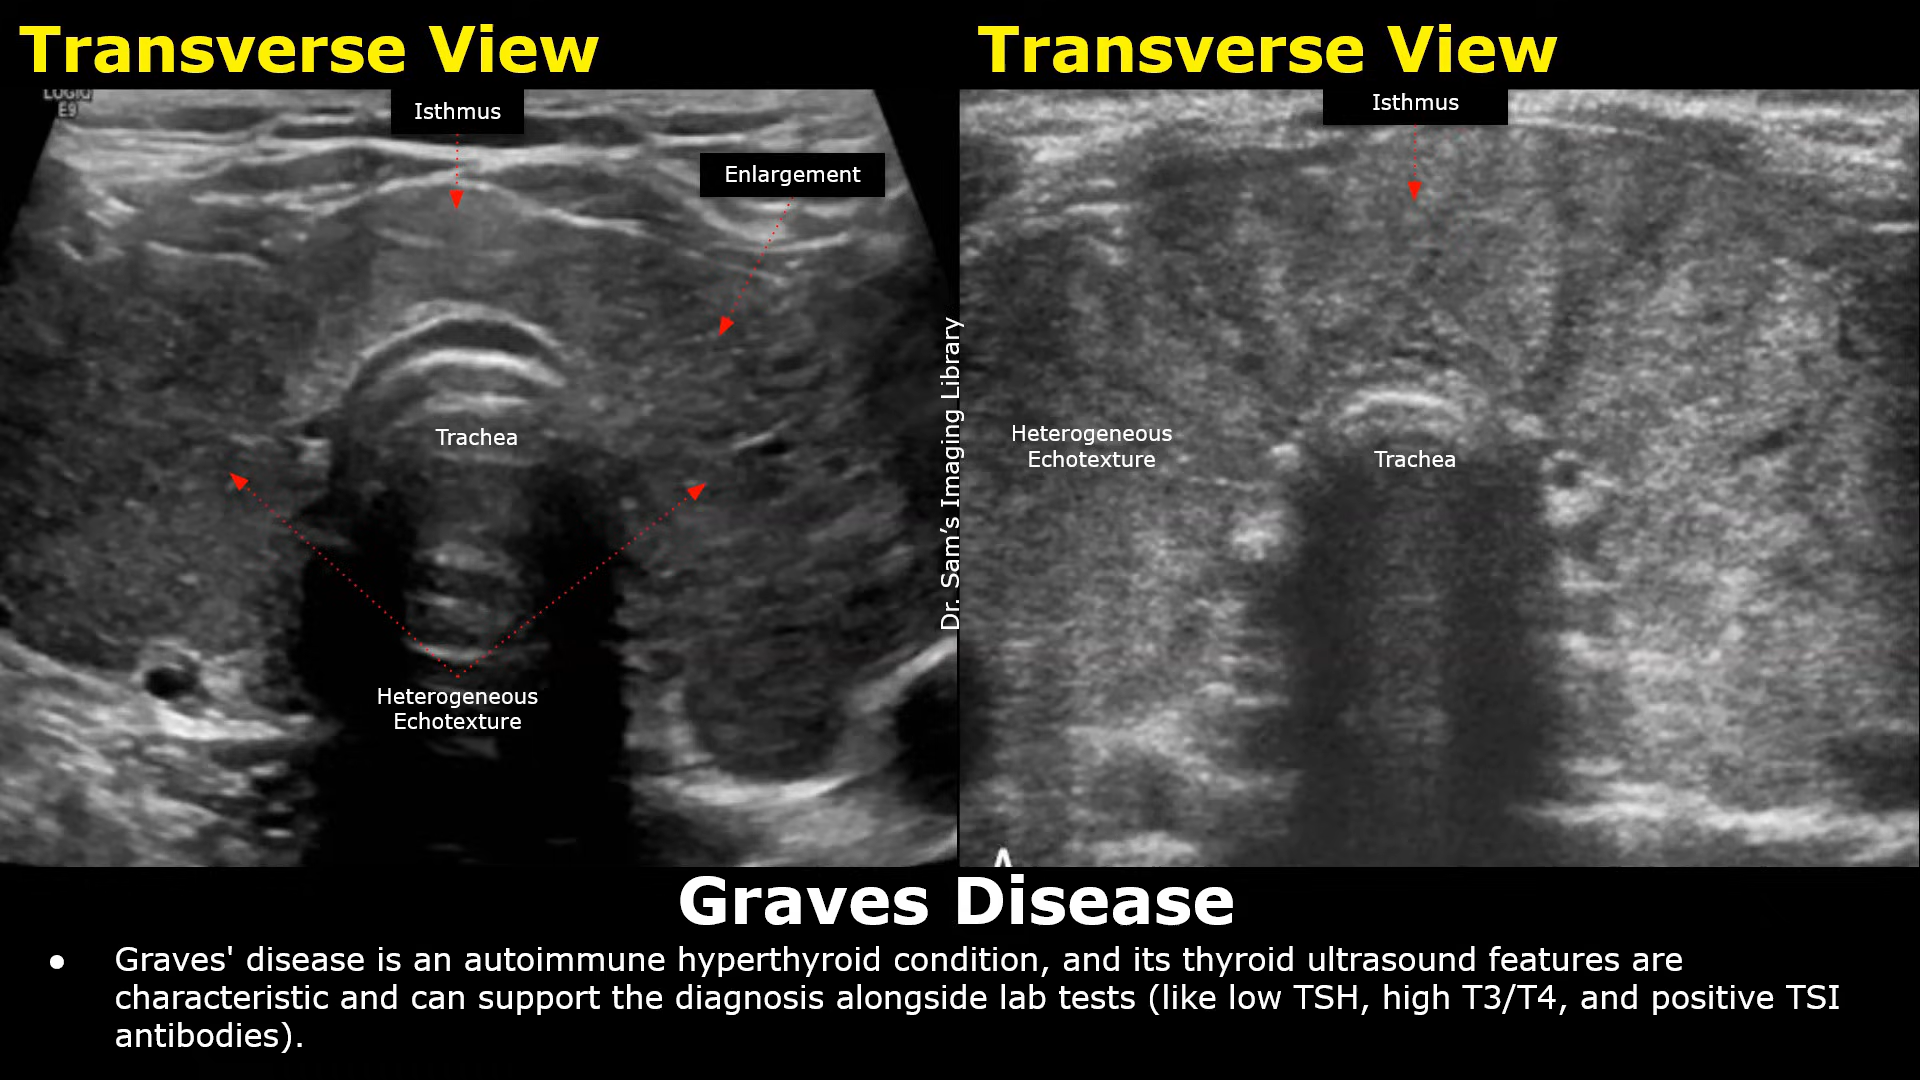 Transverse View
Transverse View
LOGIQ
E9
Isthmus
Enlargement
Trachea
Heterogeneous
Echotexture
Dr. Sam’s Imaging Library
Isthmus
Heterogeneous
Echotexture
Trachea
Graves Disease
● Graves' disease is an autoimmune hyperthyroid condition, and its thyroid ultrasound features are
characteristic and can support the diagnosis alongside lab tests (like low TSH, high T3/T4, and positive TSI
antibodies).